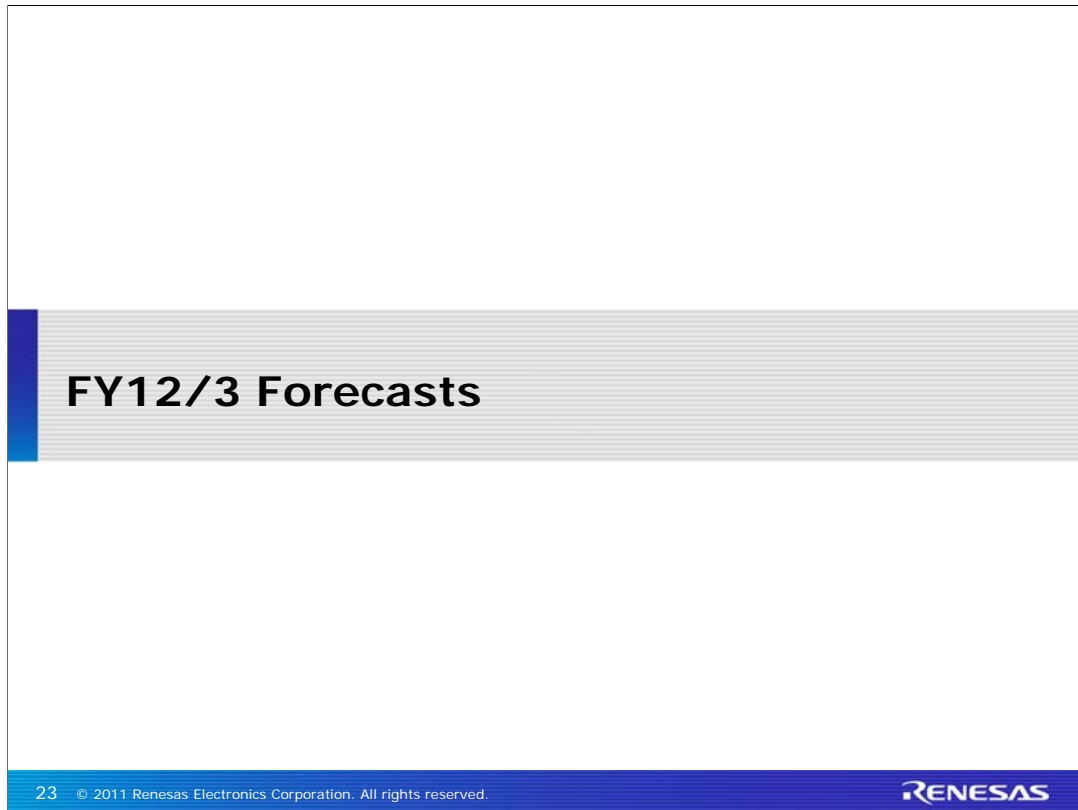 FY12/3 Forecasts
23 © 2011 Renesas Electronics Corporation. All rights reserved.
RENESAS